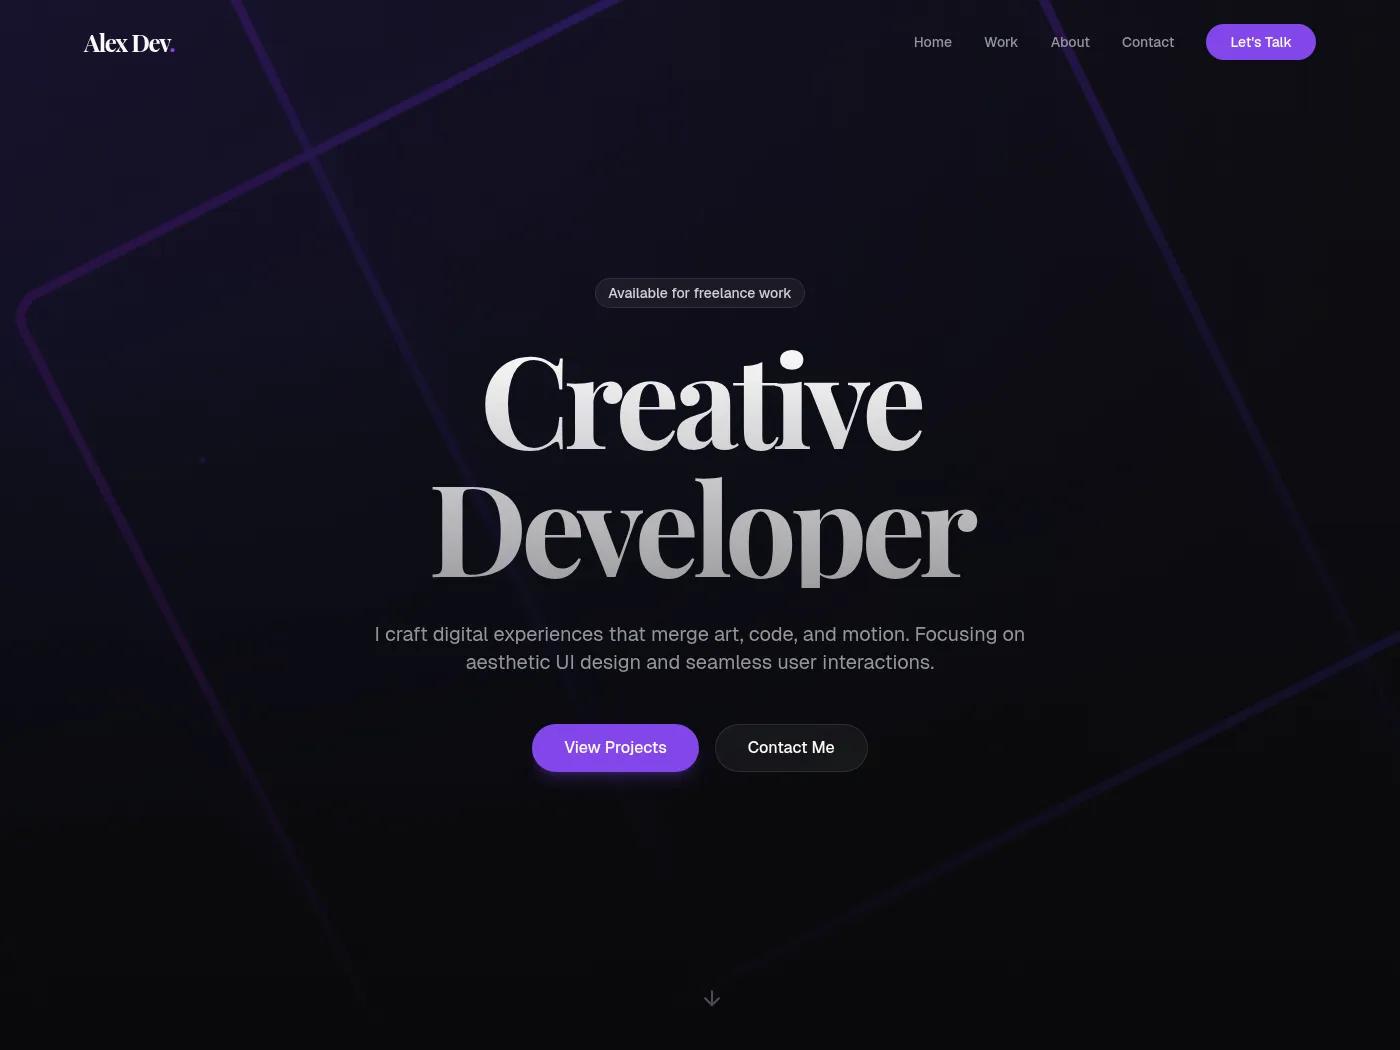 Alex Dev.
Home
Work
About
Contact
Let's Talk
Available for freelance work
Creative
Developer
I craft digital experiences that merge art, code, and motion. Focusing on
aesthetic UI design and seamless user interactions.
View Projects
Contact Me